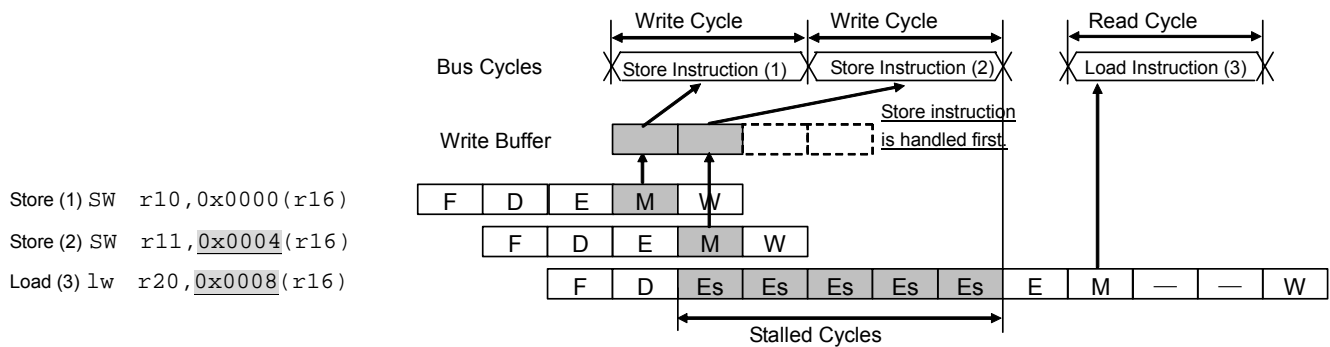 Write Cycle Write Cycle Read Cycle
Bus Cycles Store Instruction (1) Store Instruction (2) Load Instruction (3)
Store instruction
is handled first.
Write Buffer
Store (1) SW r10,0x0000(r16) F D E M W
Store (2) SW r11,0x0004(r16) F D E M W
Load (3) lw r20,0x0008(r16) F D Es Es Es Es Es E M — — W
Stalled Cycles